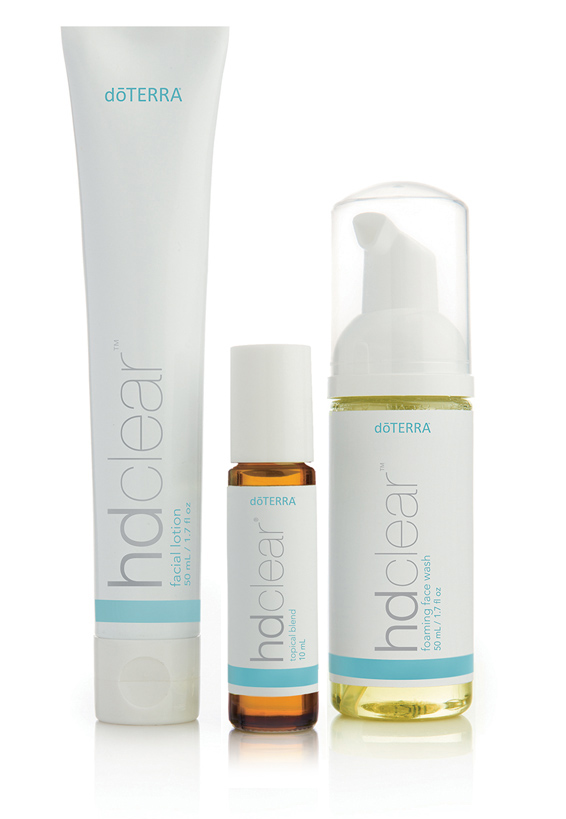 dōTERRA
hdclear™
facial lotion
50 mL / 1.7 fl oz
dōTERRA
hdclear®
topical blend
10 mL
dōTERRA
hdclear™
foaming face wash
50 mL / 1.7 fl oz